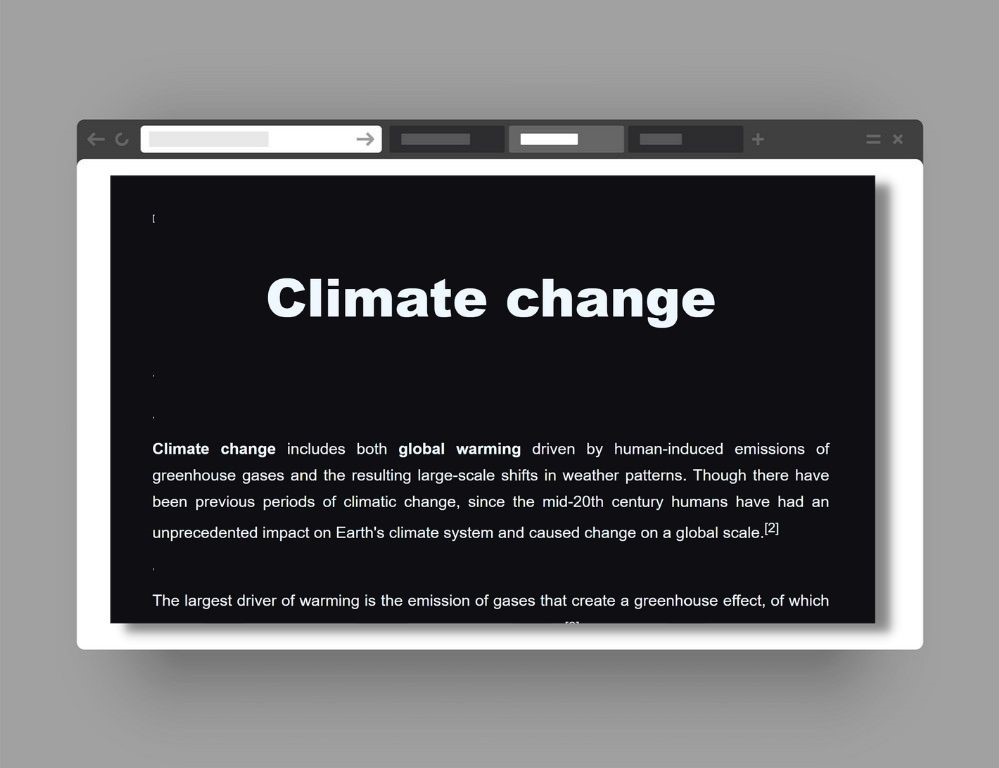 [
Climate change
Climate change includes both global warming driven by human-induced emissions of
greenhouse gases and the resulting large-scale shifts in weather patterns. Though there have
been previous periods of climatic change, since the mid-20th century humans have had an
unprecedented impact on Earth's climate system and caused change on a global scale.[2]
The largest driver of warming is the emission of gases that create a greenhouse effect, of which